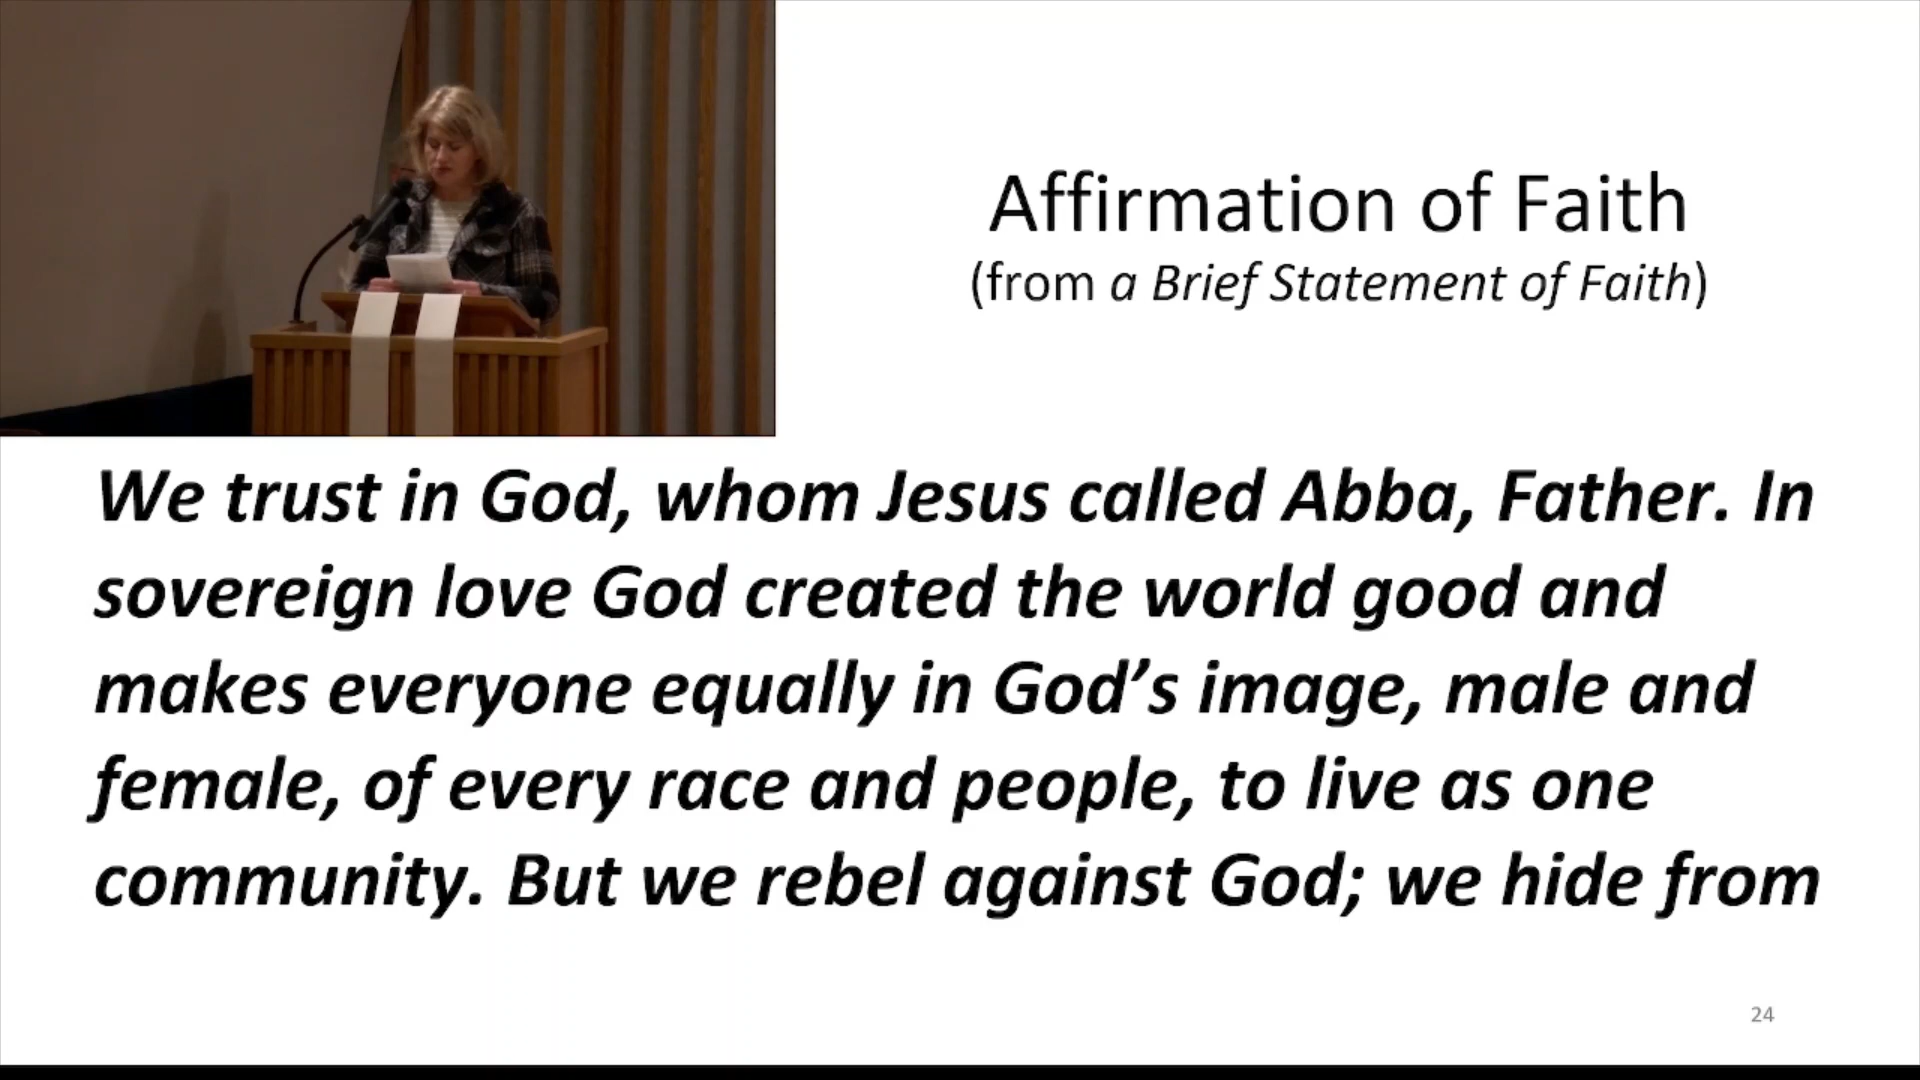 Affirmation of Faith
(from a Brief Statement of Faith)
We trust in God, whom Jesus called Abba, Father. In
sovereign love God created the world good and
makes everyone equally in God’s image, male and
female, of every race and people, to live as one
community. But we rebel against God; we hide from
24